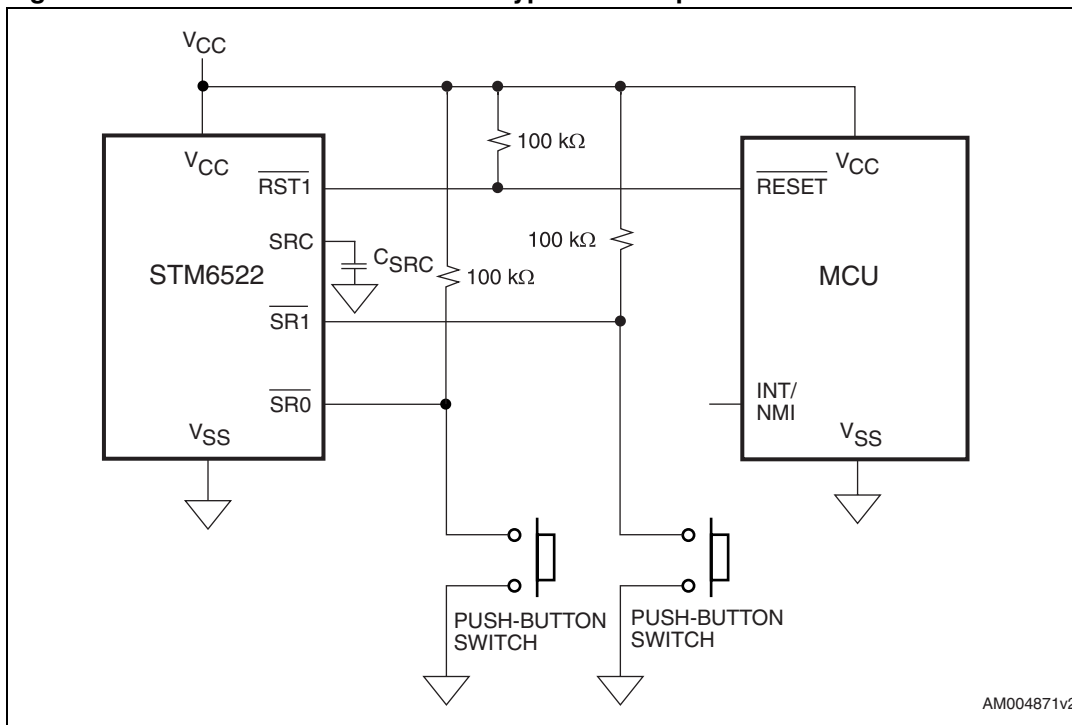 VCC
VCC
RST1
SRC
CSRC
STM6522
SR1
SR0
VSS
100 kΩ
100 kΩ
100 kΩ
VCC
RESET
MCU
INT/
NMI
VSS
PUSH-BUTTON
SWITCH
PUSH-BUTTON
SWITCH
AM004871v2